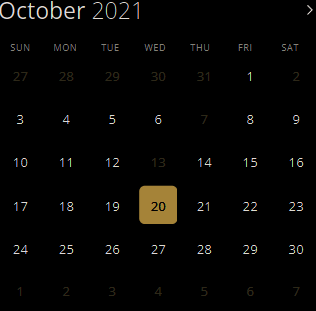 October 2021 >
SUN MON TUE WED THU FRI SAT
27 28 29 30 31 1 2
3 4 5 6 7 8 9
10 11 12 13 14 15 16
17 18 19 20 21 22 23
24 25 26 27 28 29 30
1 2 3 4 5 6 7